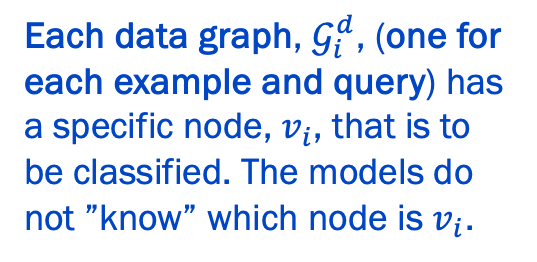 Each data graph, 𝒢ᵢᵈ, (one for
each example and query) has
a specific node, 𝑣ᵢ, that is to
be classified. The models do
not ”know” which node is 𝑣ᵢ.